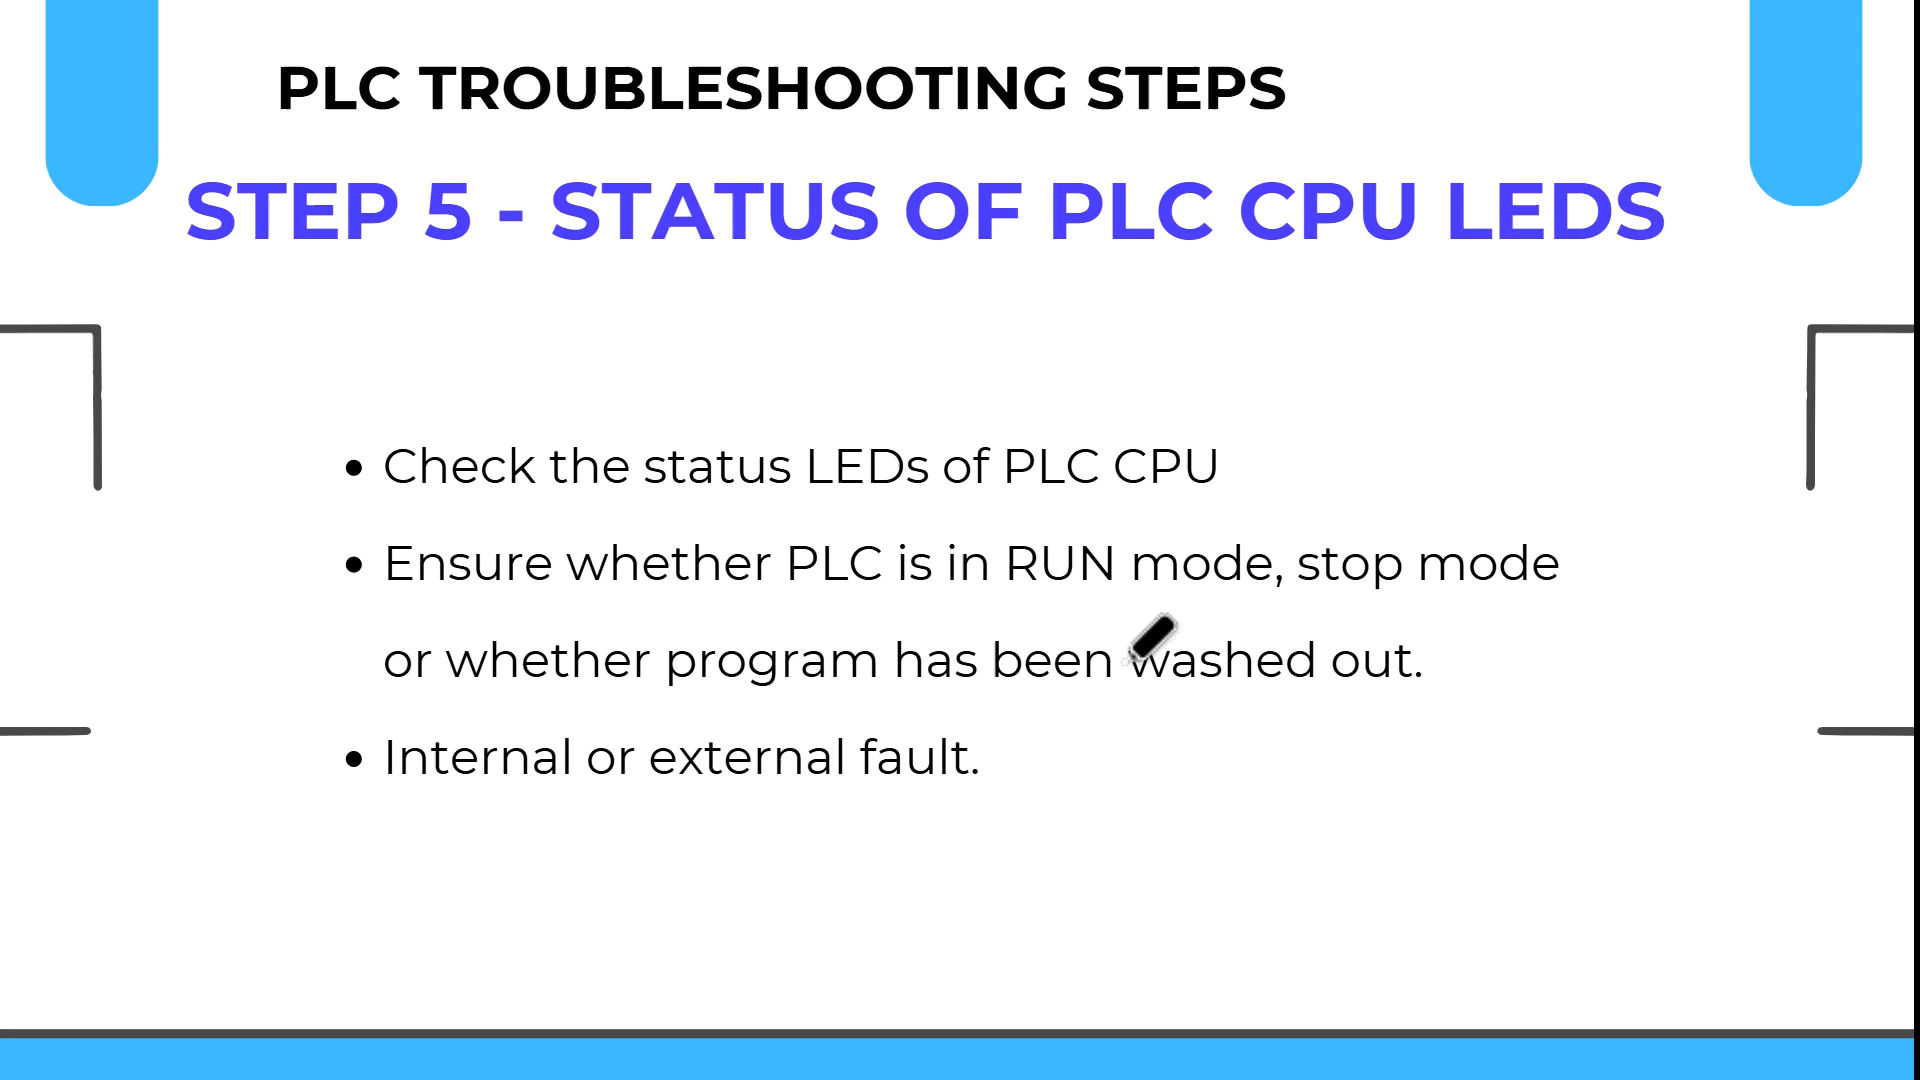 PLC TROUBLESHOOTING STEPS
STEP 5 - STATUS OF PLC CPU LEDS
• Check the status LEDs of PLC CPU
• Ensure whether PLC is in RUN mode, stop mode
or whether program has been washed out.
• Internal or external fault.